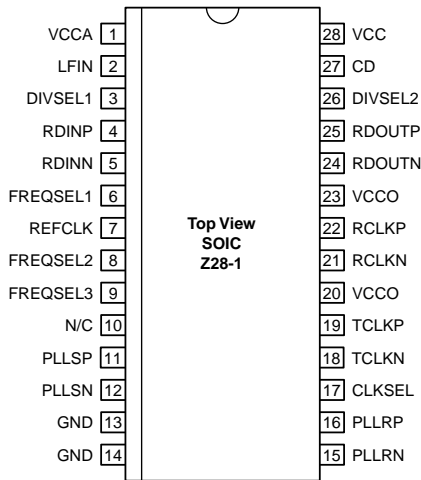 VCCA 1 28 VCC
LFIN 2 27 CD
DIVSEL1 3 26 DIVSEL2
RDINP 4 25 RDOUTP
RDINN 5 24 RDOUTN
FREQSEL1 6 23 VCCO
REFCLK 7 22 RCLKP
FREQSEL2 8 21 RCLKN
FREQSEL3 9 20 VCCO
N/C 10 19 TCLKP
PLLSP 11 18 TCLKN
PLLSN 12 17 CLKSEL
GND 13 16 PLLRP
GND 14 15 PLLRN
Top View
SOIC
Z28-1